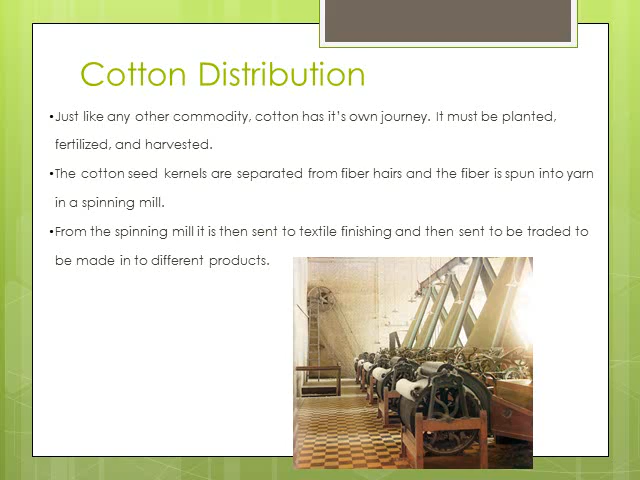 Cotton Distribution
•Just like any other commodity, cotton has it's own journey. It must be planted,
fertilized, and harvested.
•The cotton seed kernels are separated from fiber hairs and the fiber is spun into yarn
in a spinning mill.
•From the spinning mill it is then sent to textile finishing and then sent to be traded to
be made in to different products.